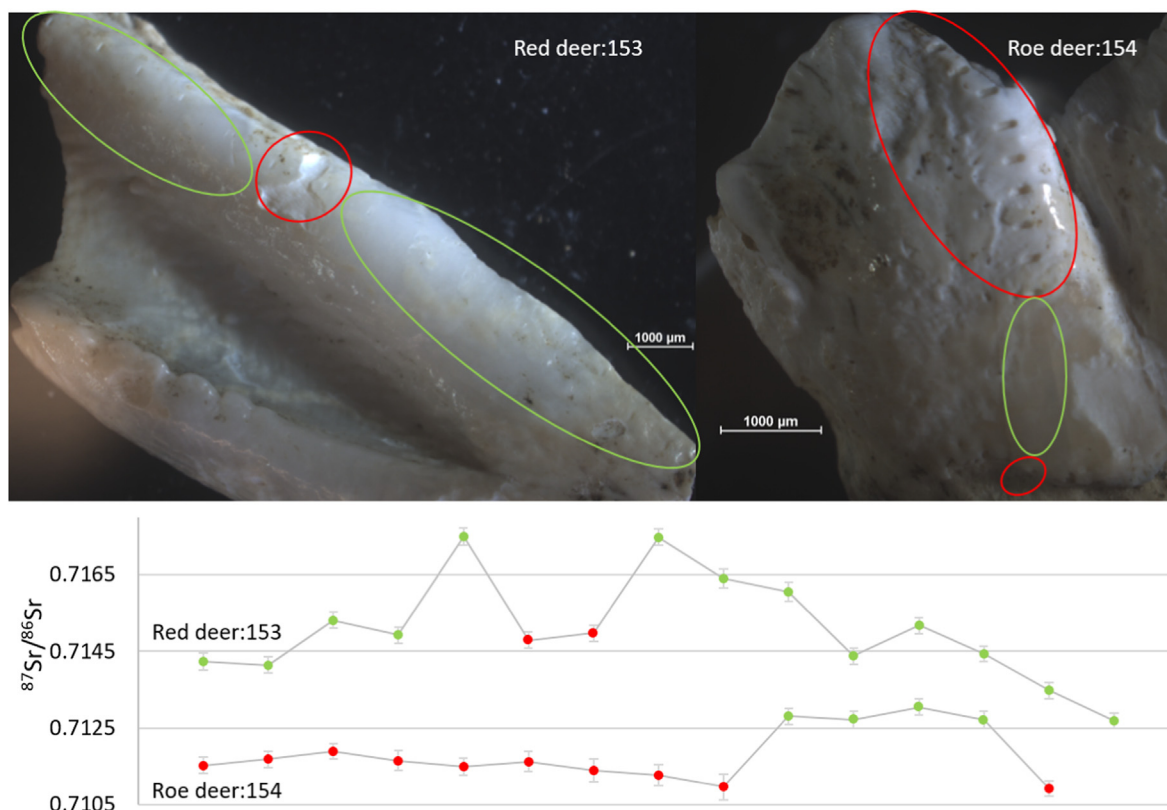 Red deer:153
Roe deer:154
1000 µm
1000 µm
0.7165
0.7145
0.7125
0.7105
⁸⁷Sr/⁸⁶Sr
Red deer:153
Roe deer:154